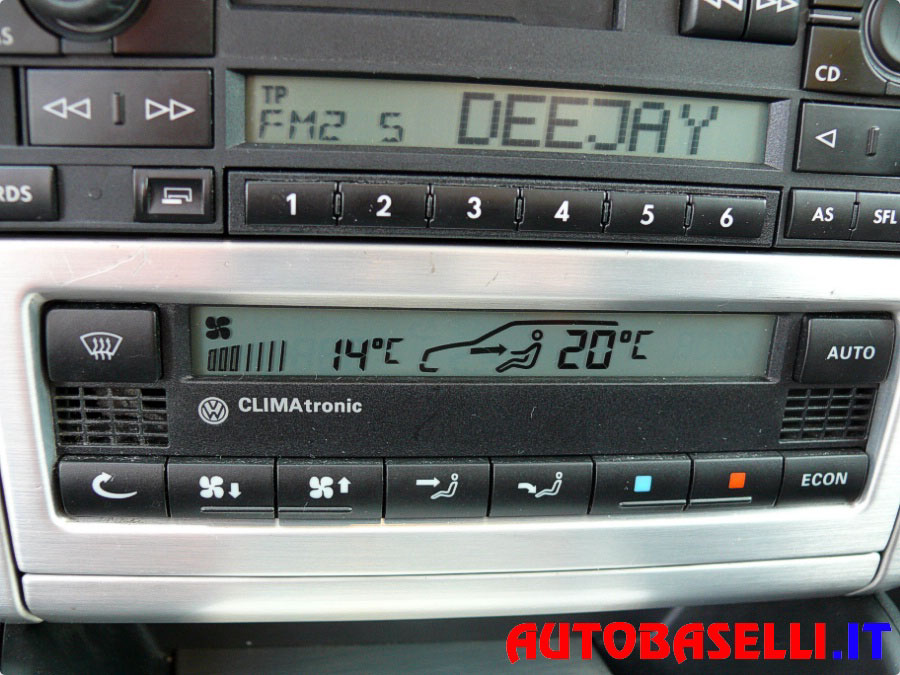 CD
TP
FM2 5 DEEJAY
RDS
1 2 3 4 5 6
AS SFL
14°C 20°C
AUTO
VW CLIMAtronic
ECON
AUTOBASELLI.IT